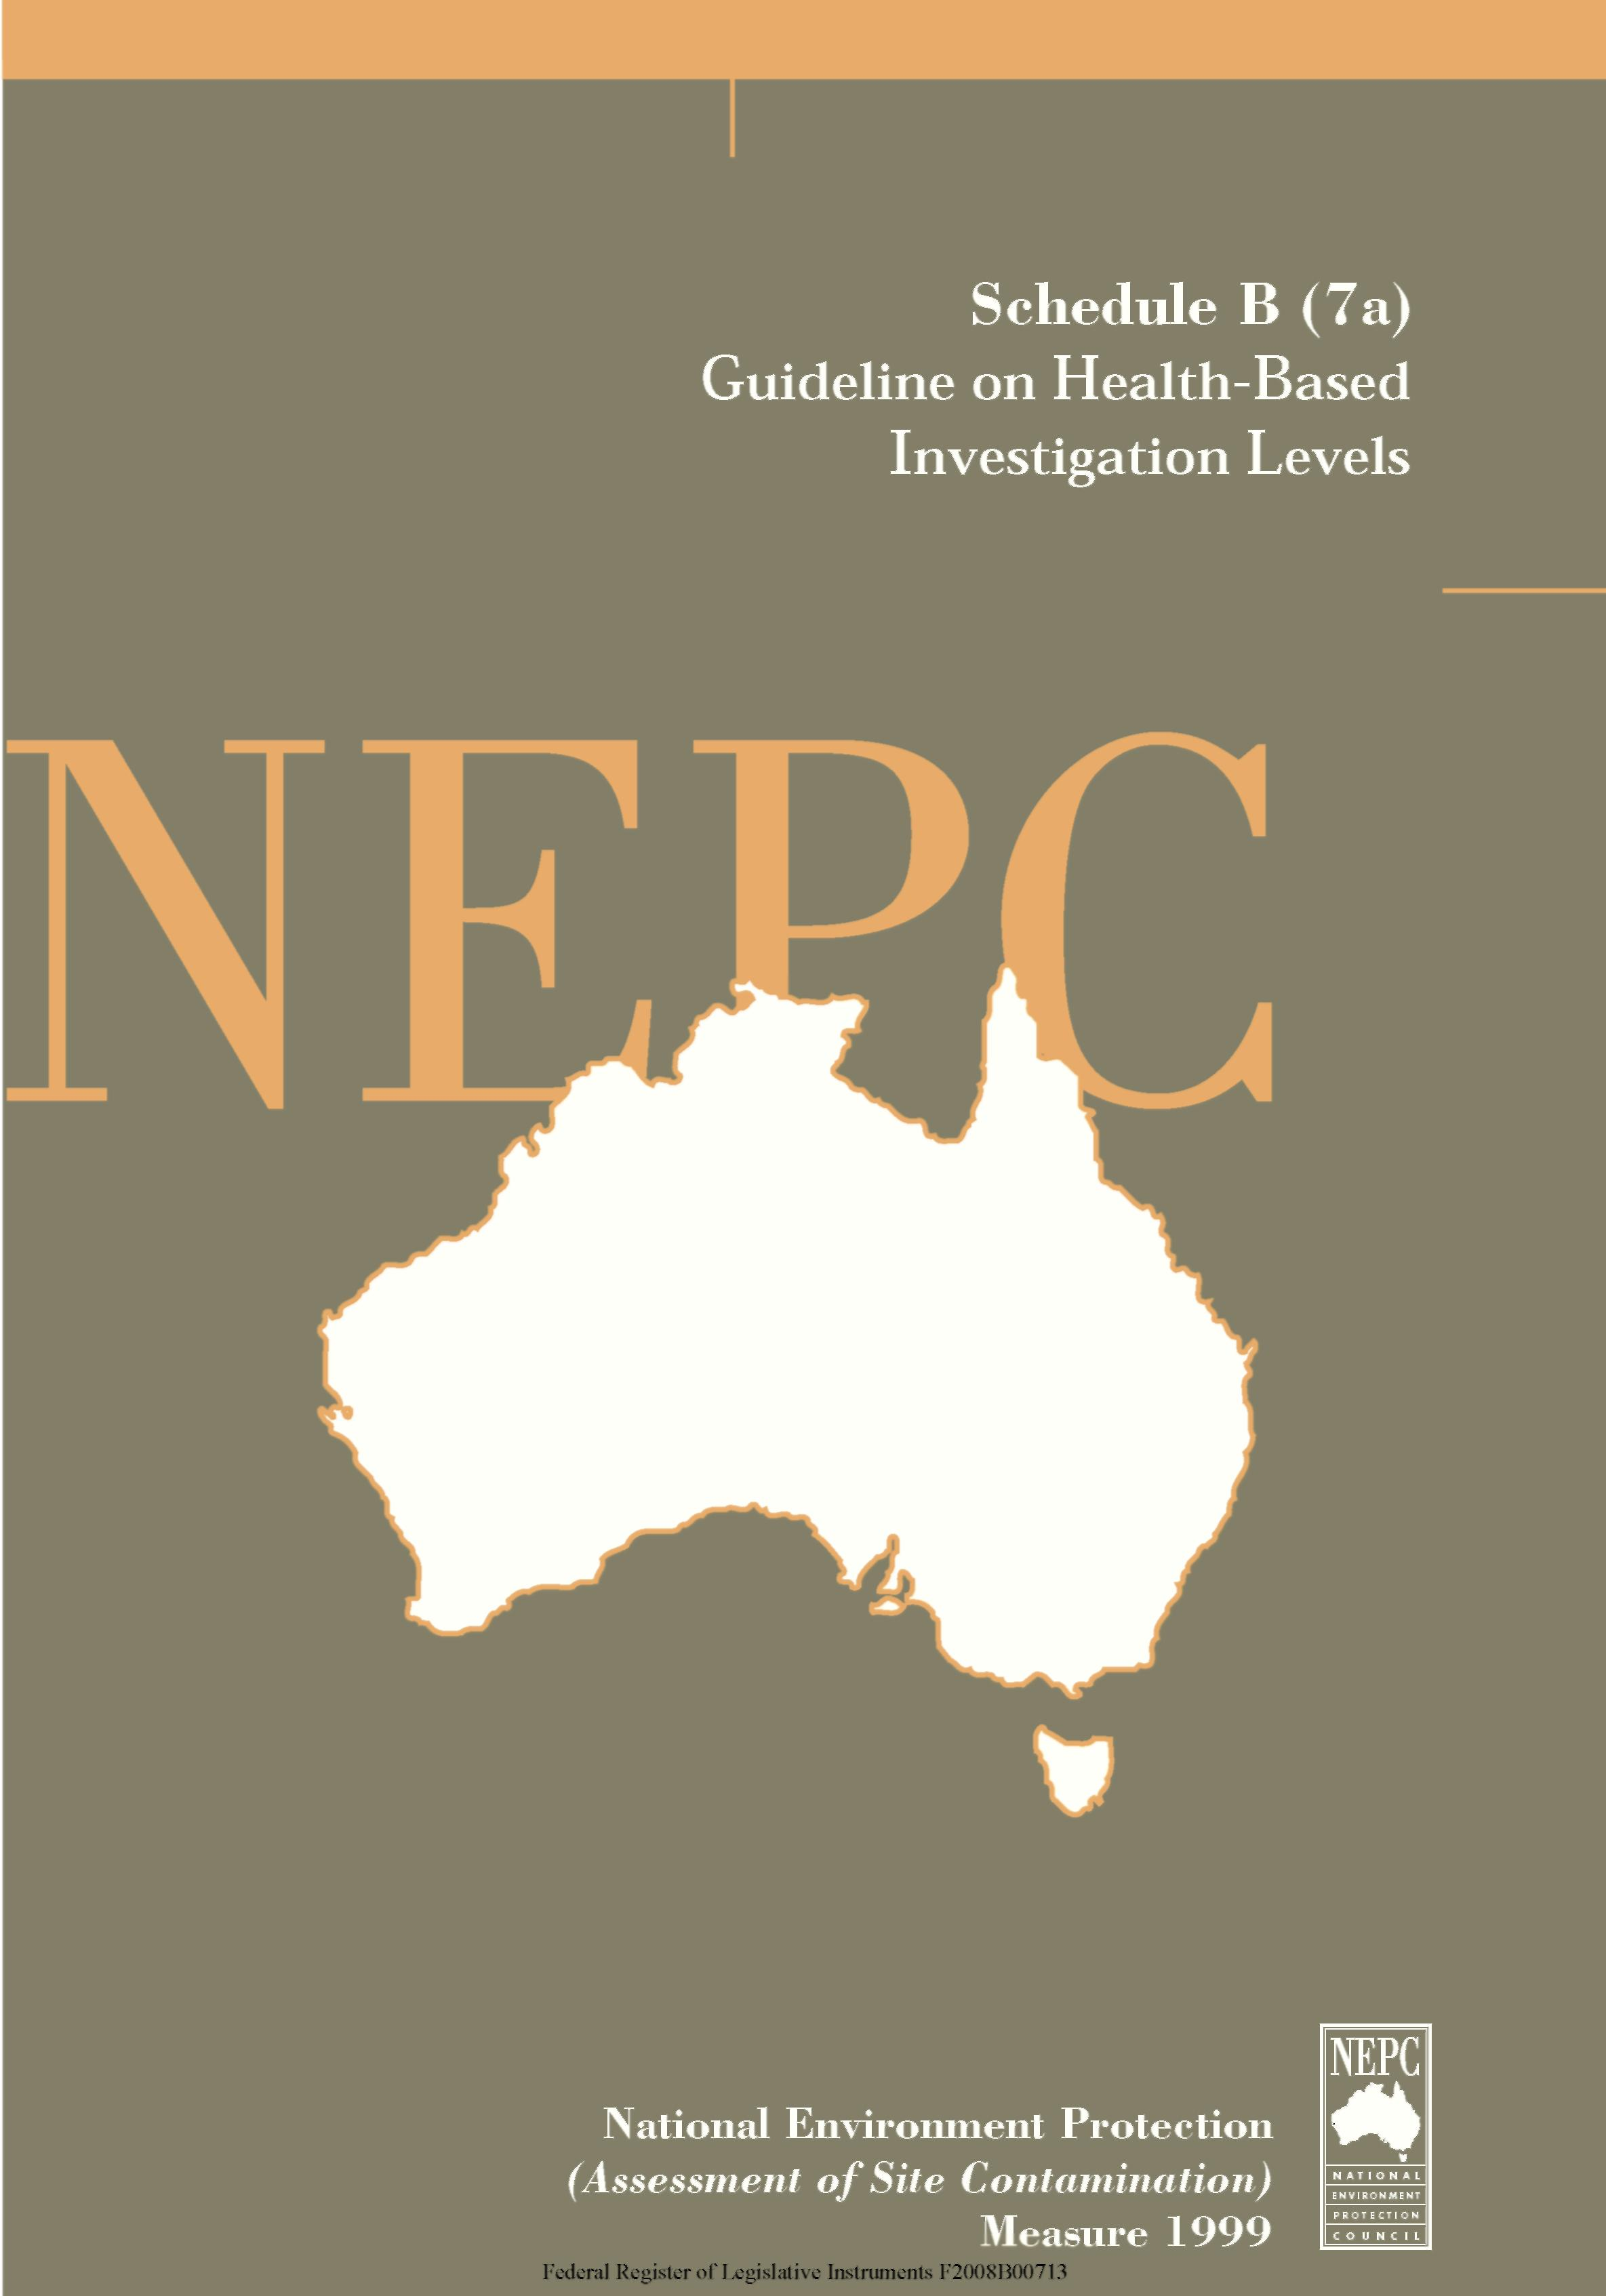 Schedule B (7a)
Guideline on Health-Based
Investigation Levels
NEPC
NEPC
NATIONAL
ENVIRONMENT
PROTECTION
COUNCIL
National Environment Protection
(Assessment of Site Contamination)
Measure 1999
Federal Register of Legislative Instruments F2008B00713